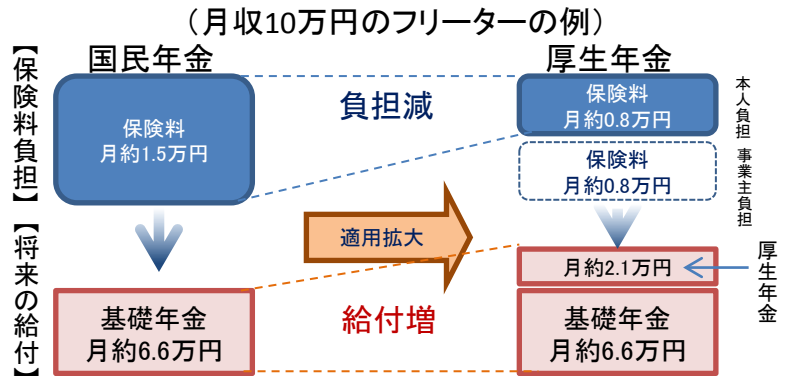 （月収10万円のフリーターの例）
国民年金
厚生年金
【保険料負担】
保険料
月約1.5万円
負担減
保険料
月約0.8万円
本人負担
保険料
月約0.8万円
事業主負担
適用拡大
【将来の給付】
月約2.1万円
厚生年金
基礎年金
月約6.6万円
給付増
基礎年金
月約6.6万円